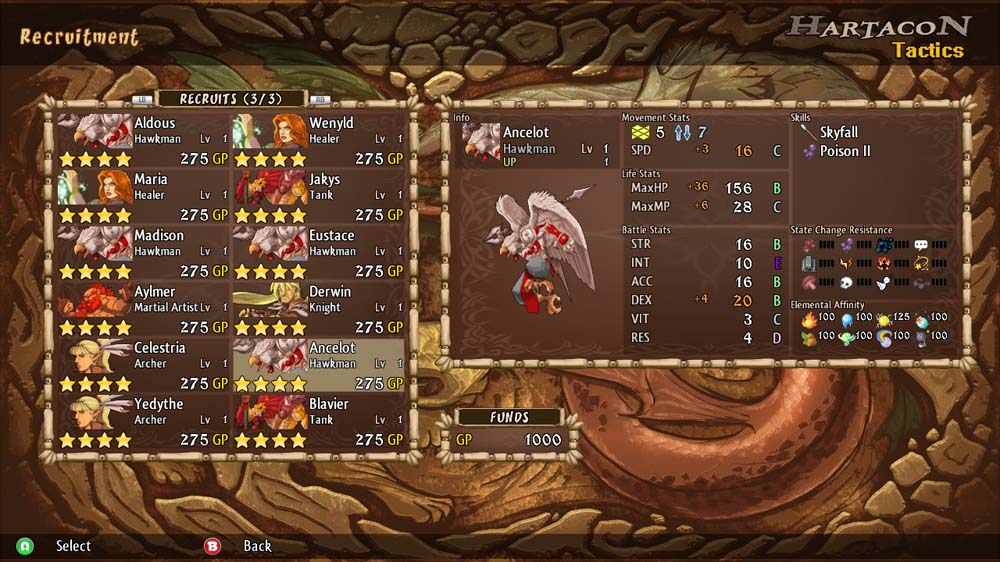 Recruitment
HARTACON
Tactics
LB RECRUITS (3/3) RB
Aldous
Hawkman Lv 1
275 GP
Wenyld
Healer Lv 1
275 GP
Maria
Healer Lv 1
275 GP
Jakys
Tank Lv 1
275 GP
Madison
Hawkman Lv 1
275 GP
Eustace
Hawkman Lv 1
275 GP
Aylmer
Martial Artist Lv 1
275 GP
Derwin
Knight Lv 1
275 GP
Celestria
Archer Lv 1
275 GP
Ancelot
Hawkman Lv 1
275 GP
Yedythe
Archer Lv 1
275 GP
Blavier
Tank Lv 1
275 GP
Info
Ancelot
Hawkman Lv 1
UP 1
Movement Stats
5 7
SPD +3 16 C
Life Stats
MaxHP +36 156 B
MaxMP +6 28 C
Battle Stats
STR 16 B
INT 10 E
ACC 16 B
DEX +4 20 B
VIT 3 C
RES 4 D
Skills
Skyfall
Poison II
State Change Resistance
Elemental Affinity
100 100 125 100
100 100 100 100
FUNDS
GP 1000
A Select B Back